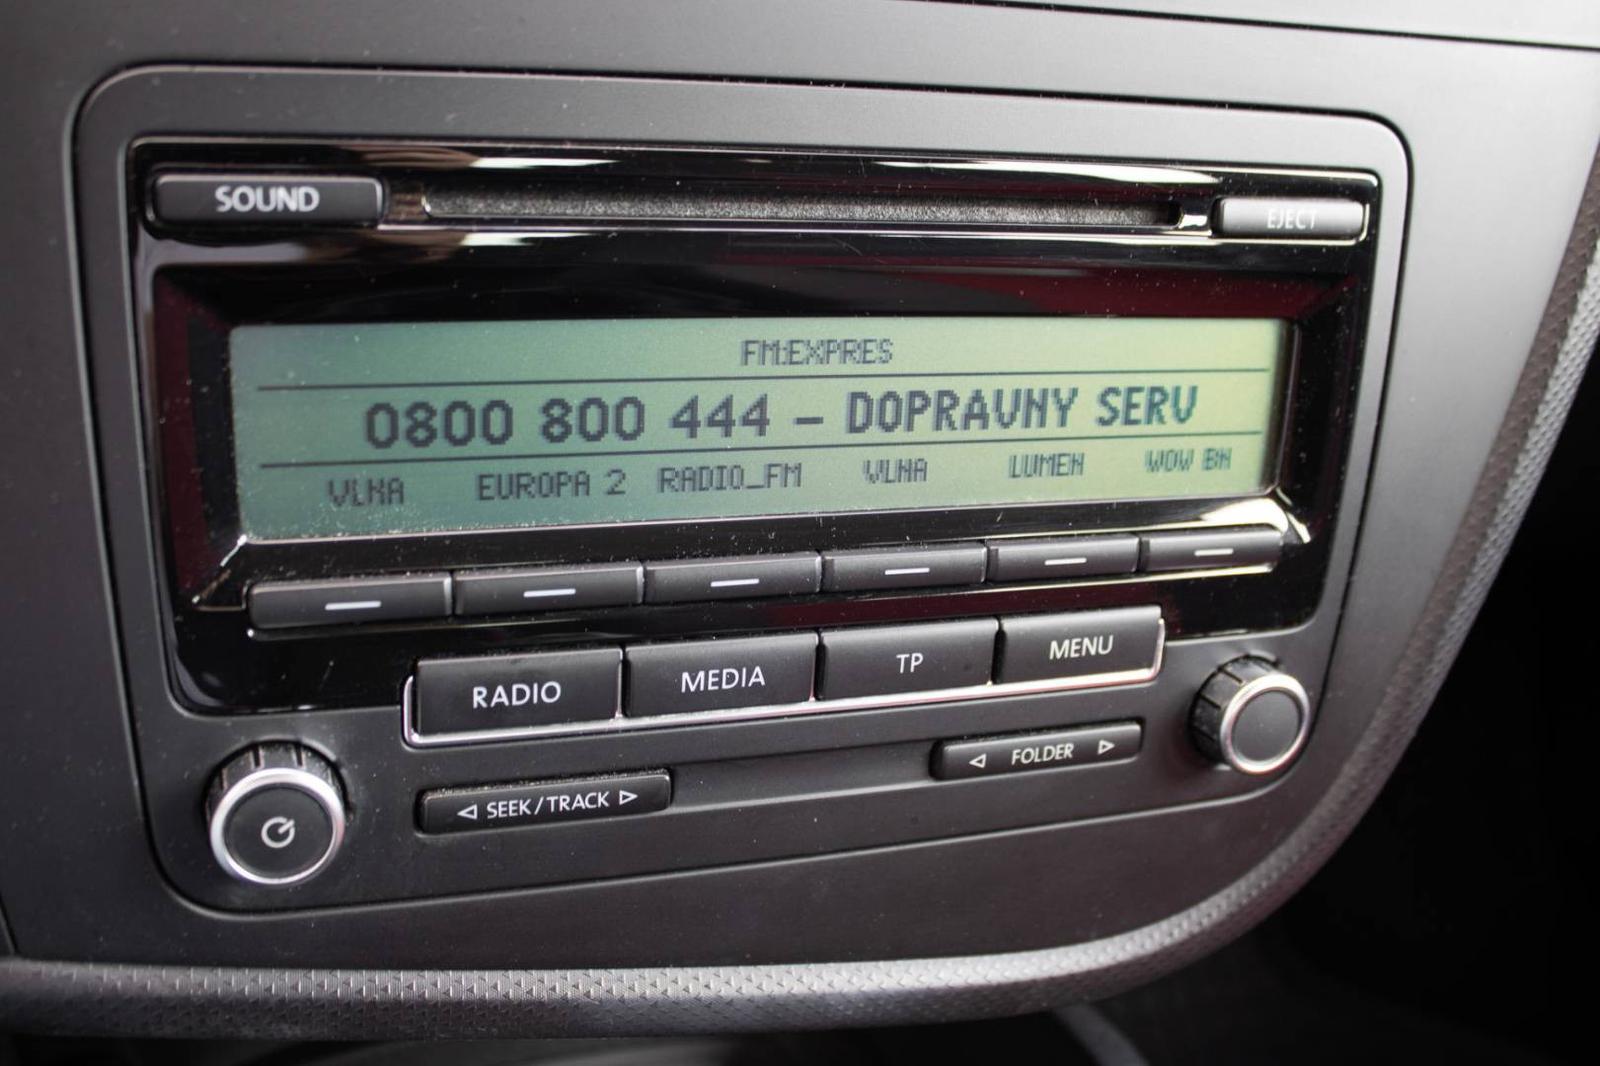 SOUND
EJECT
FM:EXPRES
0800 800 444 - DOPRAVNY SERV
VLNA EUROPA 2 RADIO_FM VLNA LUMEN WOW BN
RADIO MEDIA TP MENU
FOLDER
SEEK/TRACK